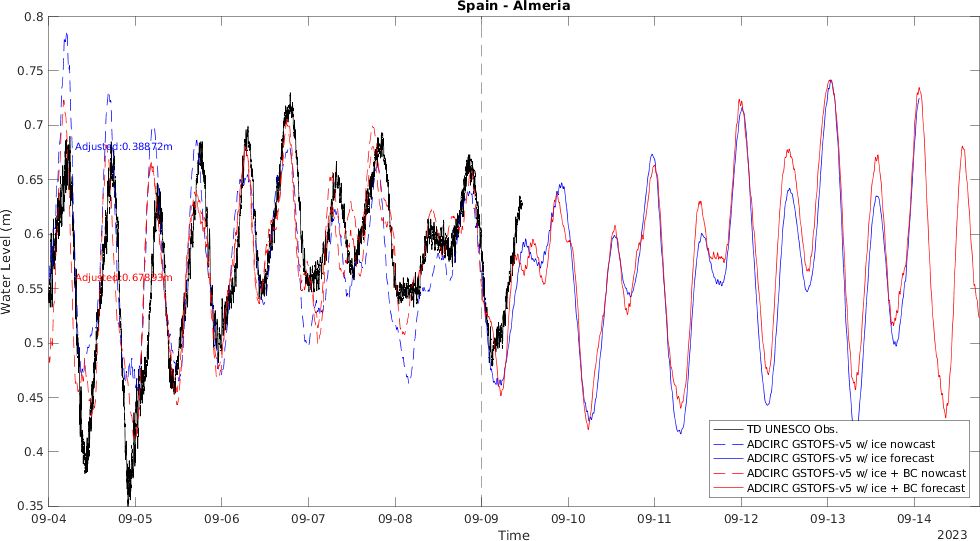 Spain - Almeria
0.8
0.75
0.7
Adjusted:0.38872m
0.65
0.6
Water Level (m)
Adjusted:0.67893m
0.55
0.5
0.45
TD UNESCO Obs.
ADCIRC GSTOFS-v5 w/ ice nowcast
0.4
ADCIRC GSTOFS-v5 w/ ice forecast
ADCIRC GSTOFS-v5 w/ ice + BC nowcast
ADCIRC GSTOFS-v5 w/ ice + BC forecast
0.35
09-04 09-05 09-06 09-07 09-08 09-09 09-10 09-11 09-12 09-13 09-14
Time
2023